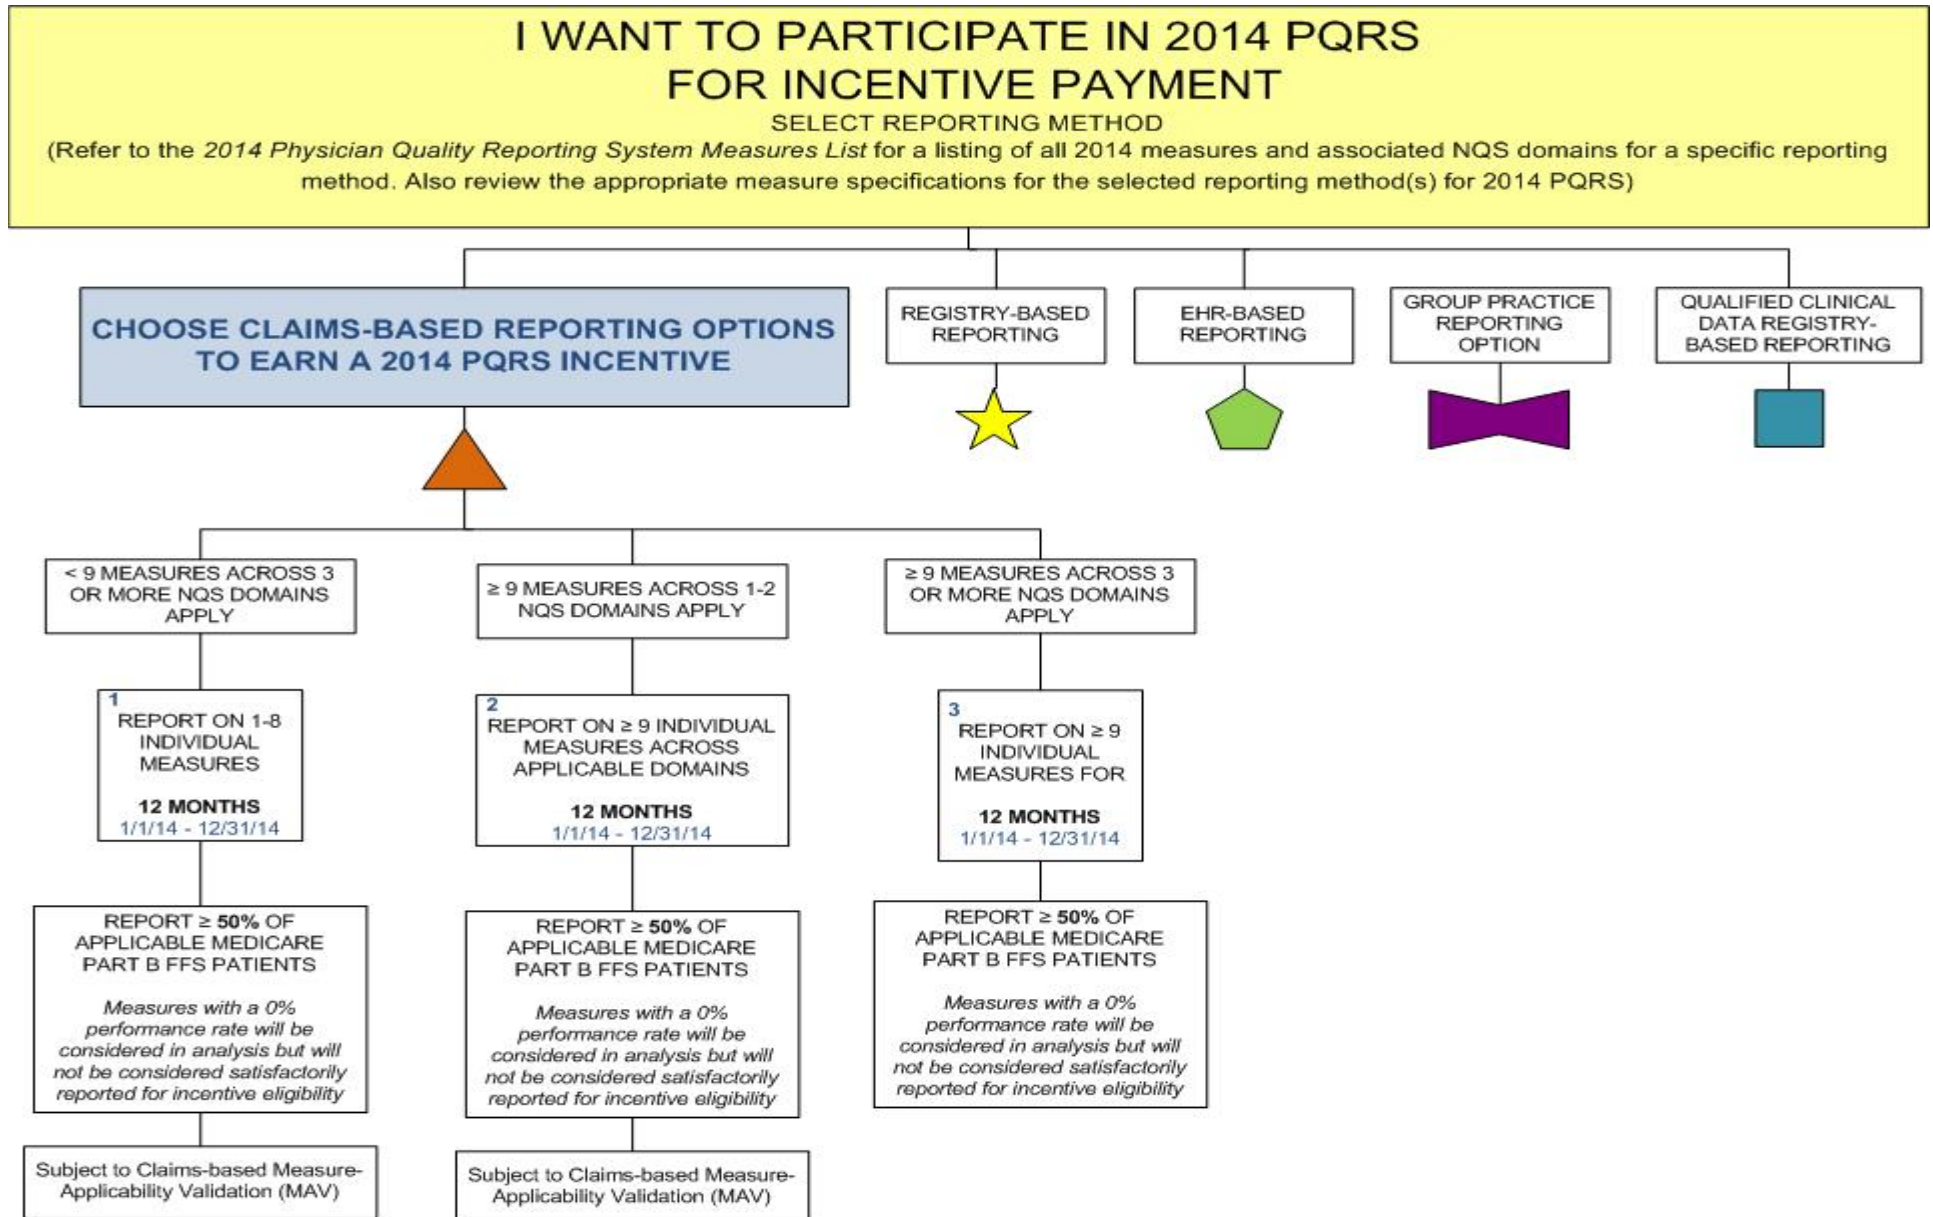 I WANT TO PARTICIPATE IN 2014 PQRS
FOR INCENTIVE PAYMENT
SELECT REPORTING METHOD
(Refer to the 2014 Physician Quality Reporting System Measures List for a listing of all 2014 measures and associated NQS domains for a specific reporting
method. Also review the appropriate measure specifications for the selected reporting method(s) for 2014 PQRS)
CHOOSE CLAIMS-BASED REPORTING OPTIONS
TO EARN A 2014 PQRS INCENTIVE
REGISTRY-BASED
REPORTING
EHR-BASED
REPORTING
GROUP PRACTICE
REPORTING
OPTION
QUALIFIED CLINICAL
DATA REGISTRY-
BASED REPORTING
< 9 MEASURES ACROSS 3
OR MORE NQS DOMAINS
APPLY
≥ 9 MEASURES ACROSS 1-2
NQS DOMAINS APPLY
≥ 9 MEASURES ACROSS 3
OR MORE NQS DOMAINS
APPLY
1
REPORT ON 1-8
INDIVIDUAL
MEASURES
12 MONTHS
1/1/14 - 12/31/14
2
REPORT ON ≥ 9 INDIVIDUAL
MEASURES ACROSS
APPLICABLE DOMAINS
12 MONTHS
1/1/14 - 12/31/14
3
REPORT ON ≥ 9
INDIVIDUAL
MEASURES FOR
12 MONTHS
1/1/14 - 12/31/14
REPORT ≥ 50% OF
APPLICABLE MEDICARE
PART B FFS PATIENTS
Measures with a 0%
performance rate will be
considered in analysis but will
not be considered satisfactorily
reported for incentive eligibility
REPORT ≥ 50% OF
APPLICABLE MEDICARE
PART B FFS PATIENTS
Measures with a 0%
performance rate will be
considered in analysis but will
not be considered satisfactorily
reported for incentive eligibility
REPORT ≥ 50% OF
APPLICABLE MEDICARE
PART B FFS PATIENTS
Measures with a 0%
performance rate will be
considered in analysis but will
not be considered satisfactorily
reported for incentive eligibility
Subject to Claims-based Measure-
Applicability Validation (MAV)
Subject to Claims-based Measure-
Applicability Validation (MAV)